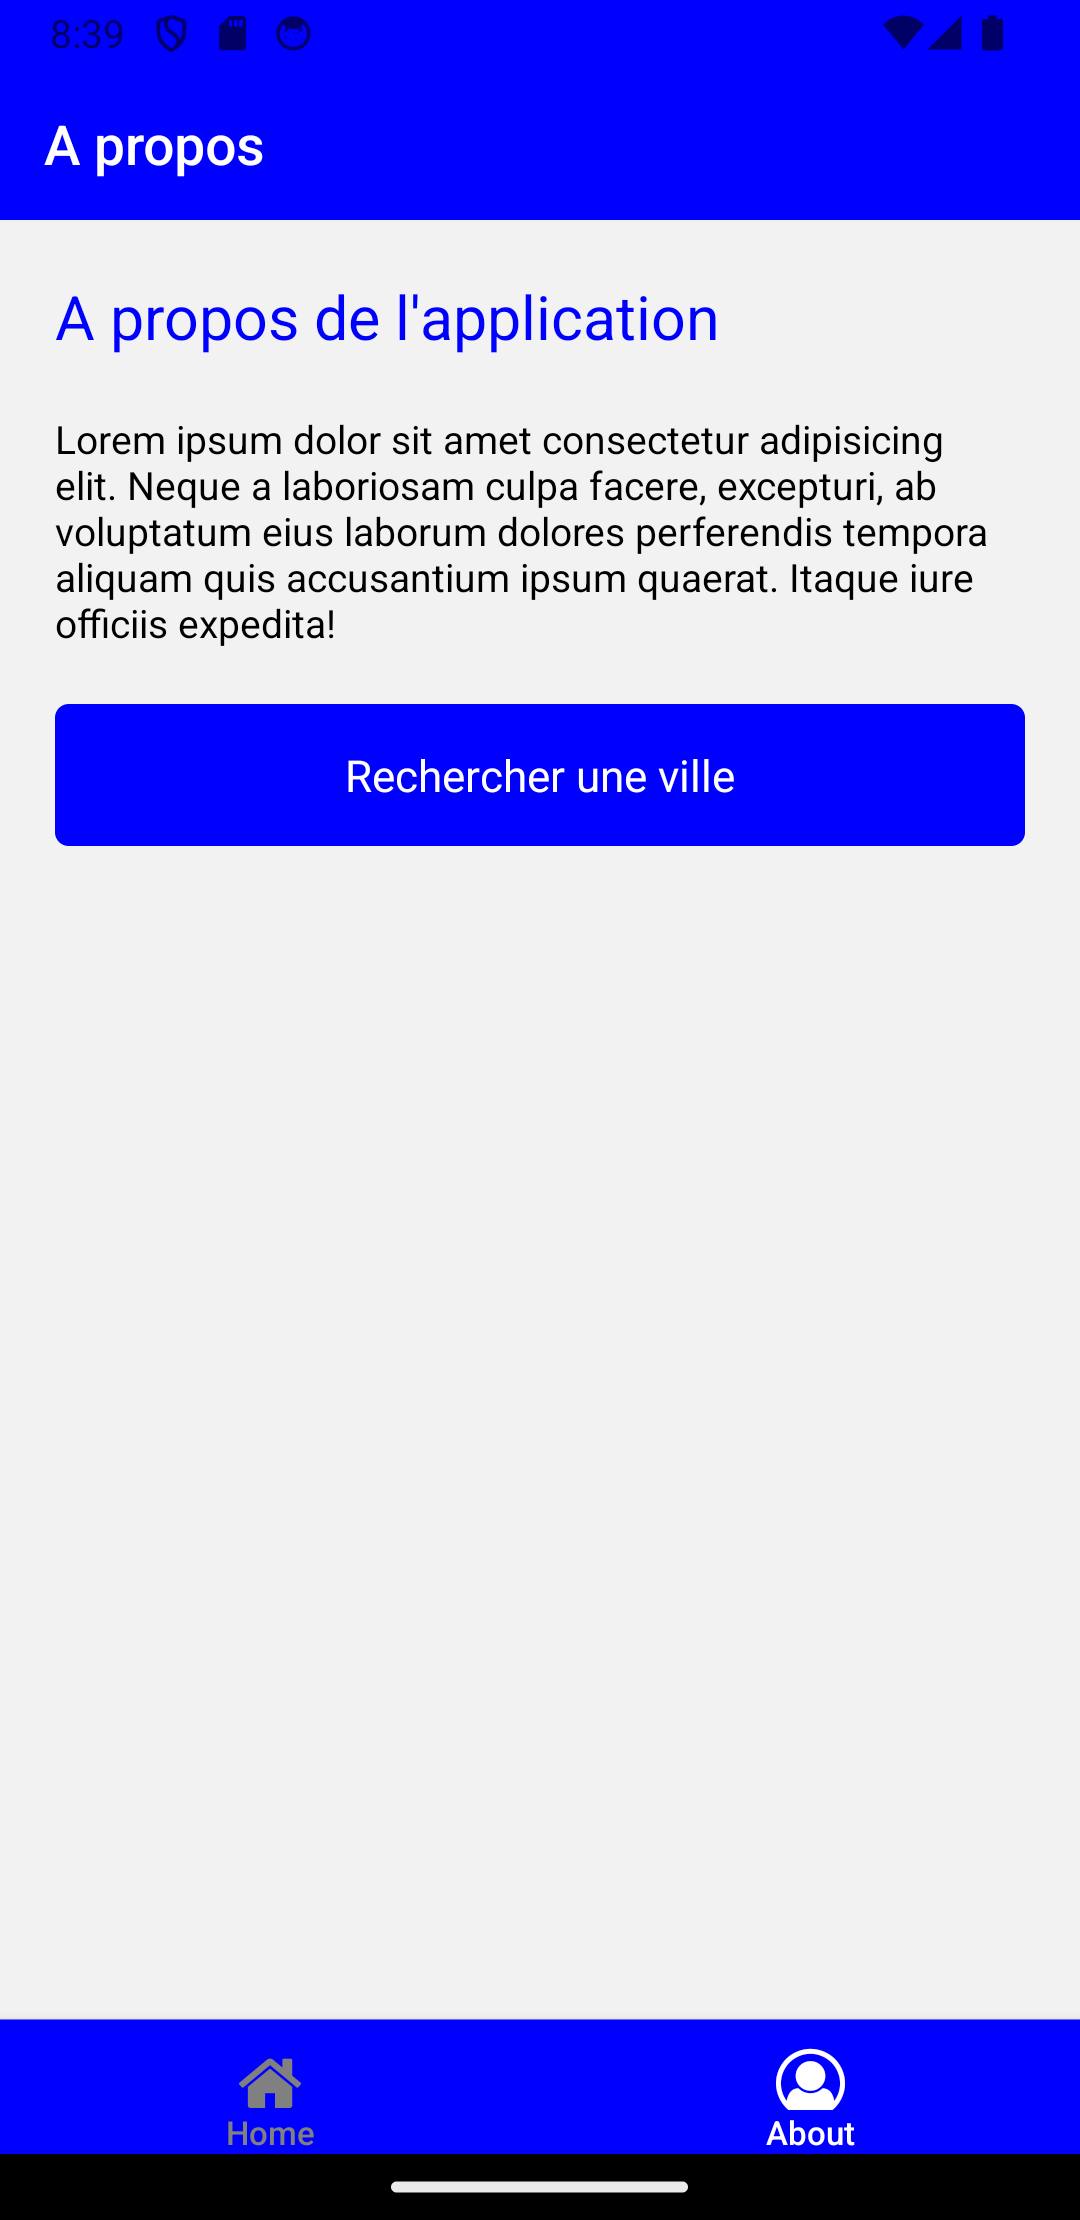 8:39
A propos
A propos de l'application
Lorem ipsum dolor sit amet consectetur adipisicing
elit. Neque a laboriosam culpa facere, excepturi, ab
voluptatum eius laborum dolores perferendis tempora
aliquam quis accusantium ipsum quaerat. Itaque iure
officiis expedita!
Rechercher une ville
Home
About